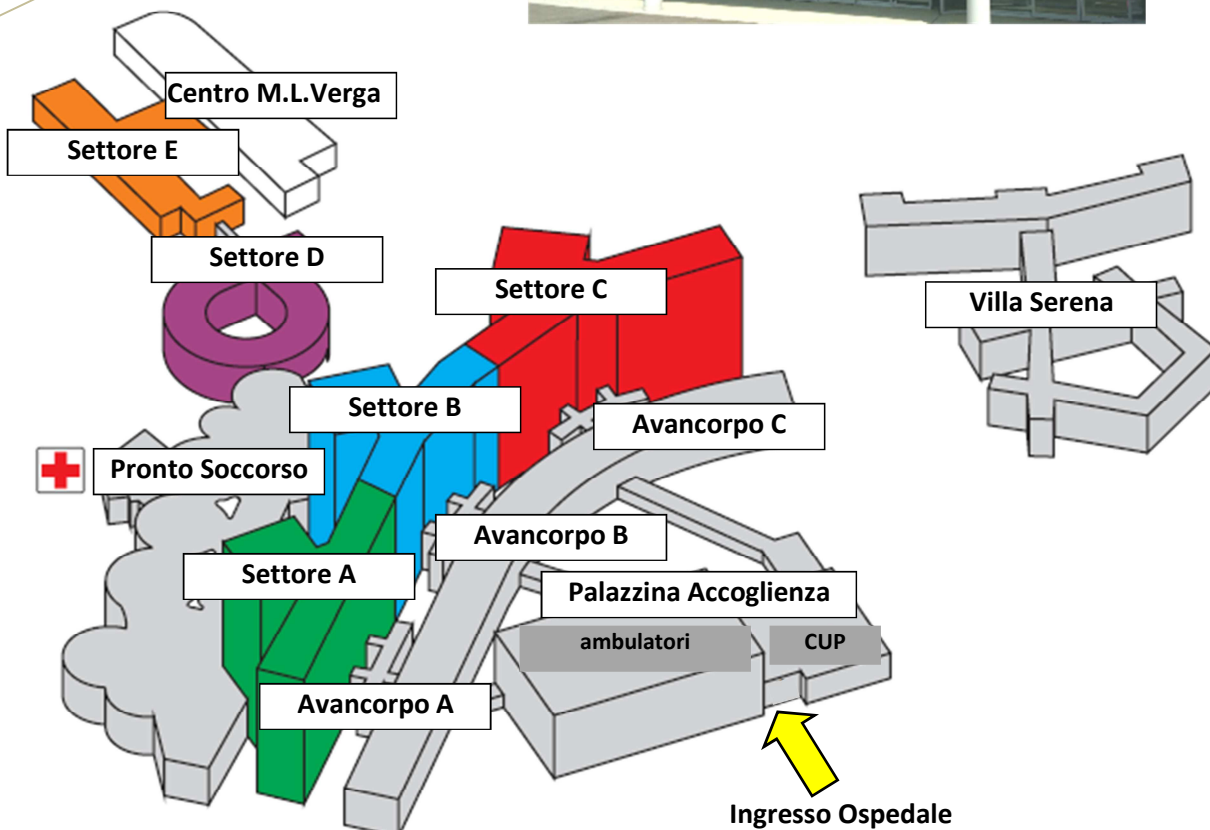 Centro M.L.Verga
Settore E
Settore D
Settore C
Villa Serena
Settore B
Avancorpo C
Pronto Soccorso
Avancorpo B
Settore A
Palazzina Accoglienza
ambulatori
CUP
Avancorpo A
Ingresso Ospedale